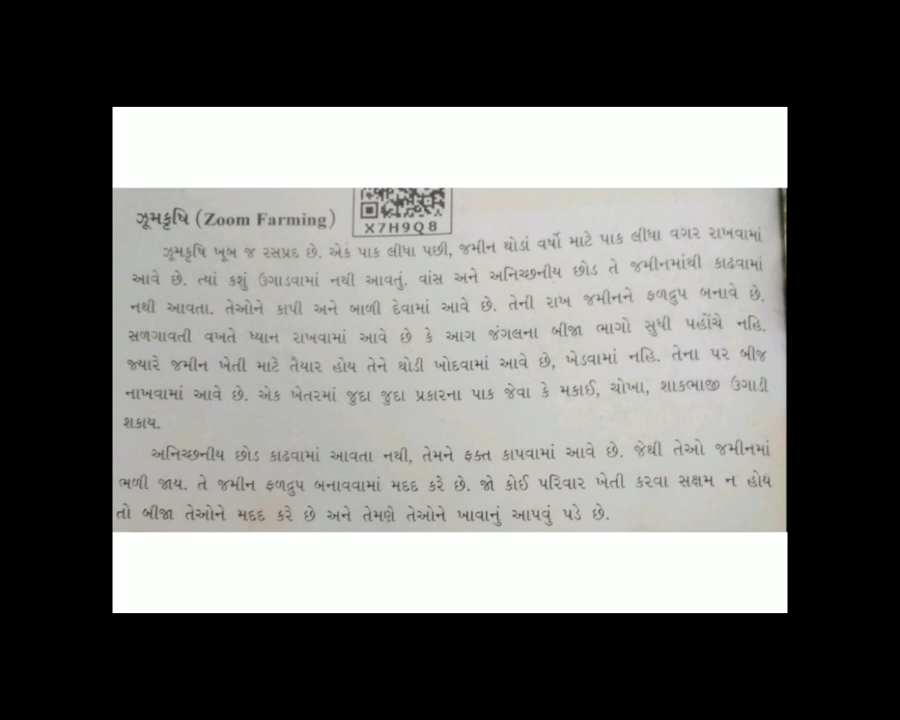 ઝૂમકૃષિ (Zoom Farming)
X7H9Q8
ઝૂમકૃષિ ખૂબ જ રસપ્રદ છે. એક પાક લીધા પછી, જમીન થોડાં વર્ષો માટે પાક લીધા વગર રાખવામાં
આવે છે. ત્યાં કશું ઉગાડવામાં નથી આવતું. વાંસ અને અનિચ્છનીય છોડ તે જમીનમાંથી કાઢવામાં
નથી આવતા. તેઓને કાપી અને બાળી દેવામાં આવે છે. તેની રાખ જમીનને ફળદ્રુપ બનાવે છે.
સળગાવતી વખતે ધ્યાન રાખવામાં આવે છે કે આગ જંગલના બીજા ભાગો સુધી પહોંચે નહિ.
જ્યારે જમીન ખેતી માટે તૈયાર હોય તેને થોડી ખોદવામાં આવે છે, ખેડવામાં નહિ. તેના પર બીજ
નાખવામાં આવે છે. એક ખેતરમાં જુદા જુદા પ્રકારના પાક જેવા કે મકાઈ, ચોખા, શાકભાજી ઉગાડી
શકાય.
અનિચ્છનીય છોડ કાઢવામાં આવતા નથી, તેમને ફક્ત કાપવામાં આવે છે. જેથી તેઓ જમીનમાં
ભળી જાય. તે જમીન ફળદ્રુપ બનાવવામાં મદદ કરે છે. જો કોઈ પરિવાર ખેતી કરવા સક્ષમ ન હોય
તો બીજા તેઓને મદદ કરે છે અને તેમણે તેઓને ખાવાનું આપવું પડે છે.